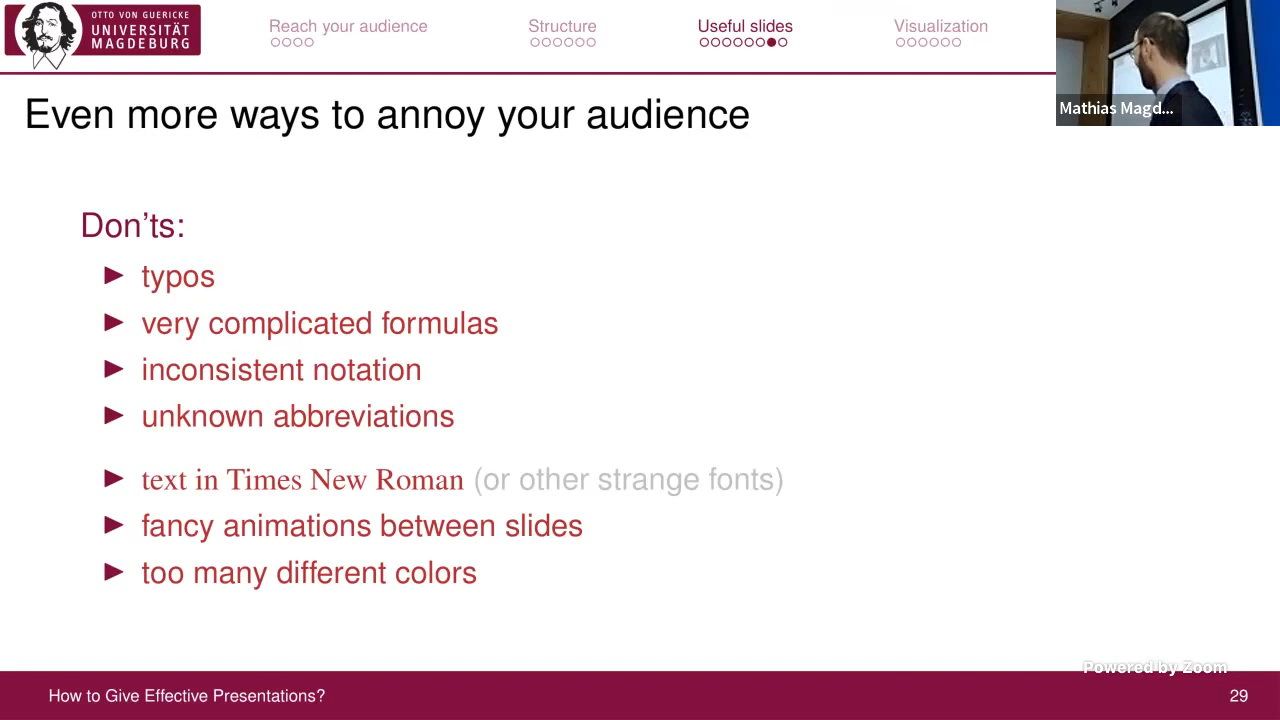 OTTO VON GUERICKE
UNIVERSITÄT
MAGDEBURG
Reach your audience
Structure
Useful slides
Visualization
Mathias Magd...
Even more ways to annoy your audience
Don'ts:
typos
very complicated formulas
inconsistent notation
unknown abbreviations
text in Times New Roman (or other strange fonts)
fancy animations between slides
too many different colors
Powered by Zoom
How to Give Effective Presentations?
29